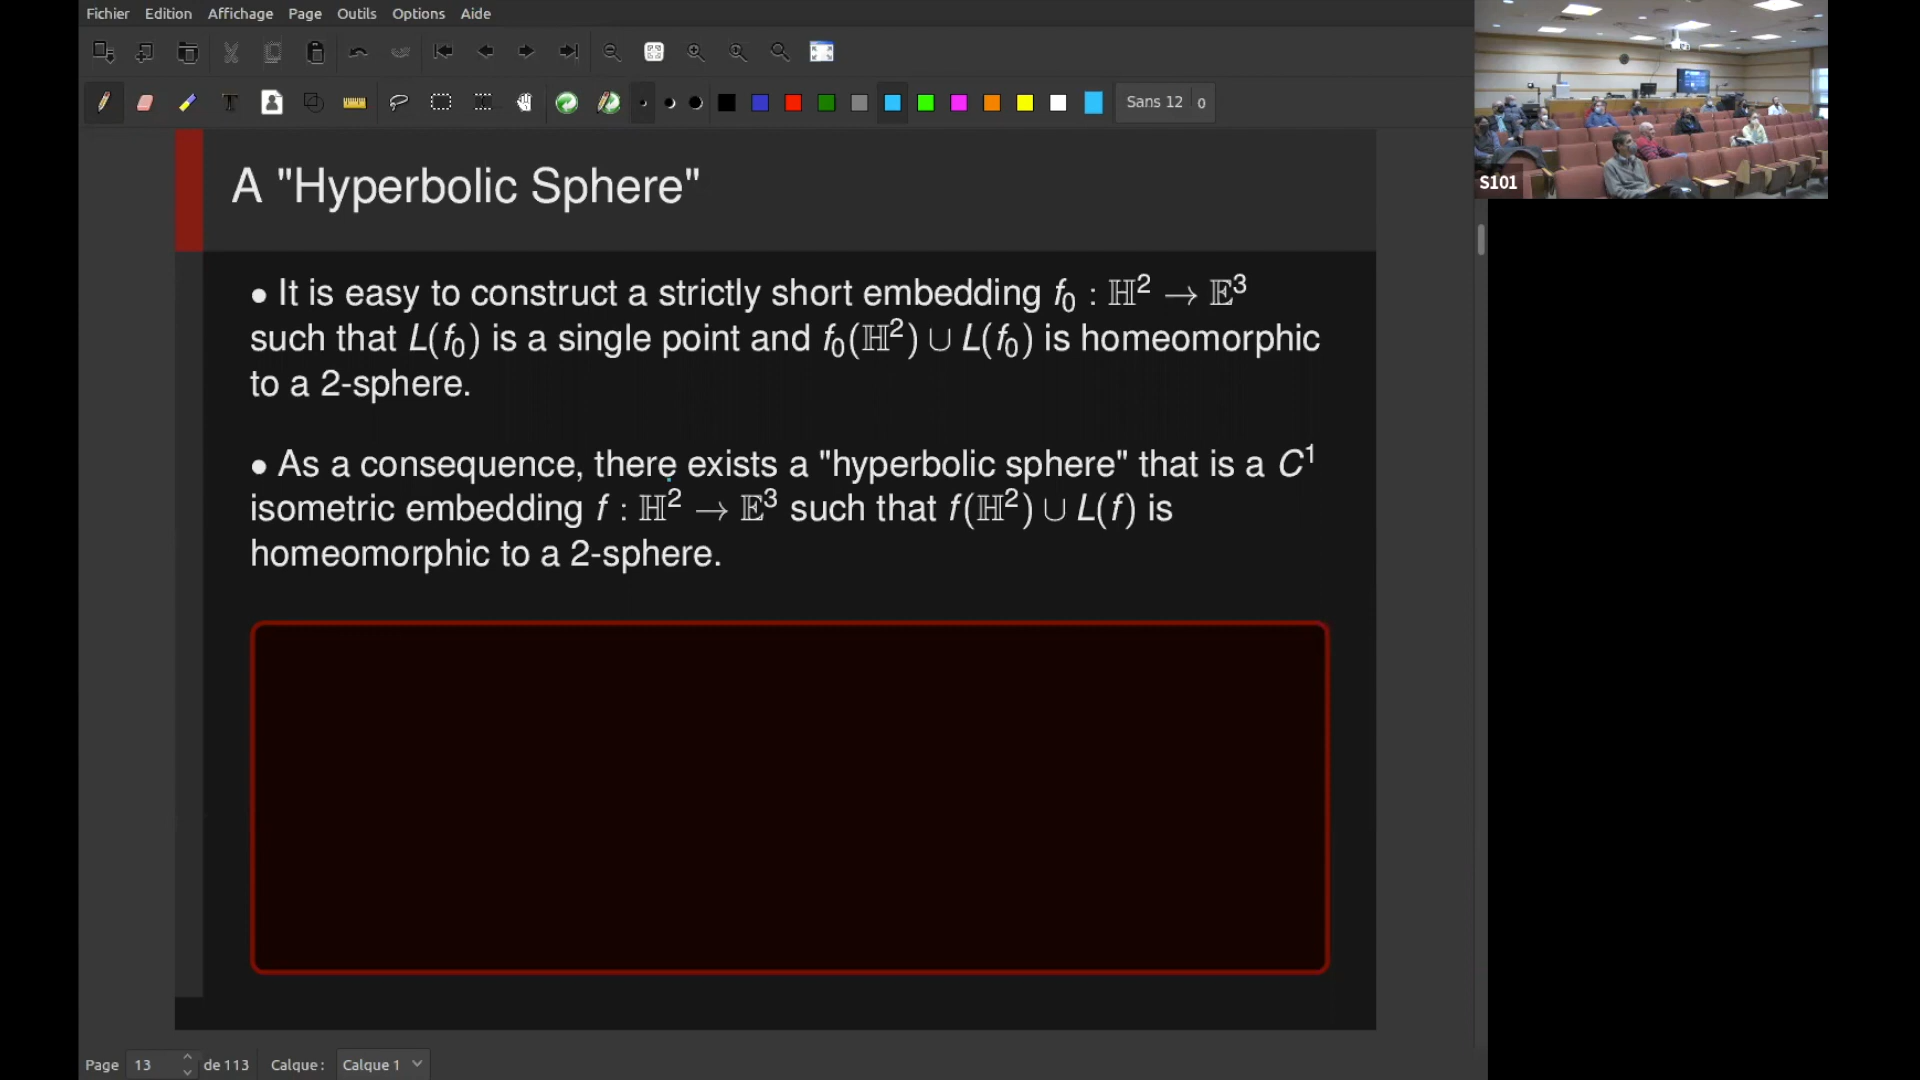 Fichier Edition Affichage Page Outils Options Aide
Sans 12 0
S101
A "Hyperbolic Sphere"
• It is easy to construct a strictly short embedding f₀ : ℍ² → 𝔼³
such that L(f₀) is a single point and f₀(ℍ²) ∪ L(f₀) is homeomorphic
to a 2-sphere.
• As a consequence, there exists a "hyperbolic sphere" that is a C¹
isometric embedding f : ℍ² → 𝔼³ such that f(ℍ²) ∪ L(f) is
homeomorphic to a 2-sphere.
Page 13 de 113 Calque : Calque 1